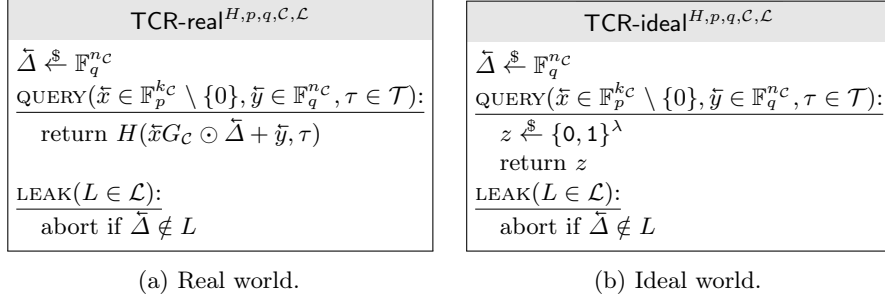 TCR-real^{H,p,q,𝒞,ℒ}
Δ⃖ ←$ 𝔽_q^{n_𝒞}
QUERY(x⃖ ∈ 𝔽_p^{k_𝒞} \ {0}, y⃖ ∈ 𝔽_q^{n_𝒞}, τ ∈ 𝒯):
return H(x⃖G_𝒞 ⊙ Δ⃖ + y⃖, τ)
LEAK(L ∈ ℒ):
abort if Δ⃖ ∉ L
(a) Real world.
TCR-ideal^{H,p,q,𝒞,ℒ}
Δ⃖ ←$ 𝔽_q^{n_𝒞}
QUERY(x⃖ ∈ 𝔽_p^{k_𝒞} \ {0}, y⃖ ∈ 𝔽_q^{n_𝒞}, τ ∈ 𝒯):
z ←$ {0, 1}^λ
return z
LEAK(L ∈ ℒ):
abort if Δ⃖ ∉ L
(b) Ideal world.